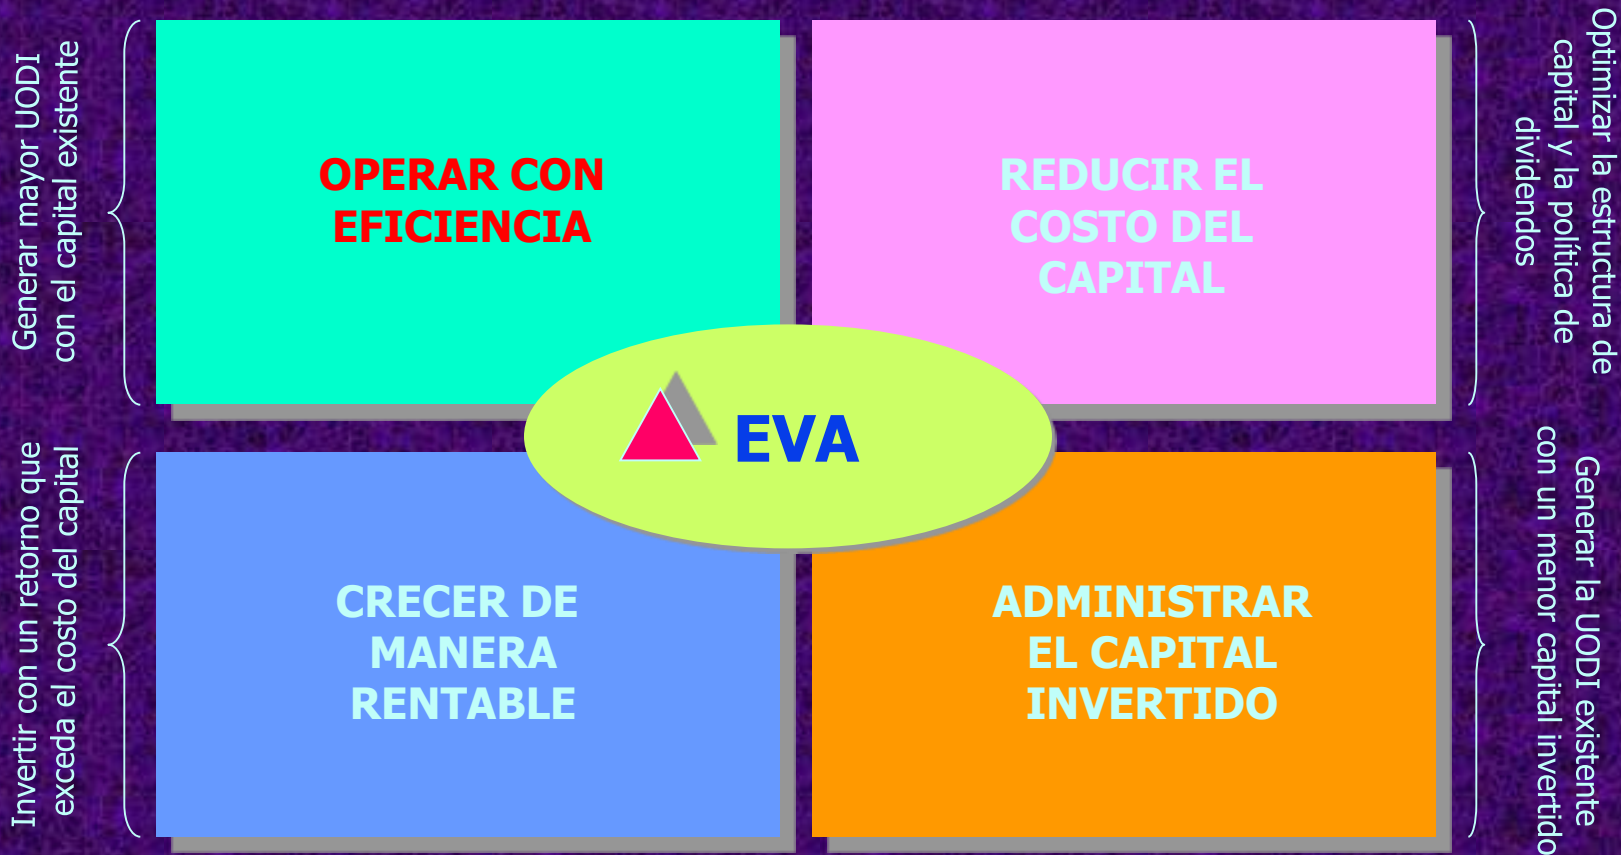 Generar mayor UODI
con el capital existente
OPERAR CON
EFICIENCIA
REDUCIR EL
COSTO DEL
CAPITAL
Optimizar la estructura de
capital y la política de
dividendos
EVA
Invertir con un retorno que
exceda el costo del capital
CRECER DE
MANERA
RENTABLE
ADMINISTRAR
EL CAPITAL
INVERTIDO
Generar la UODI existente
con un menor capital invertido